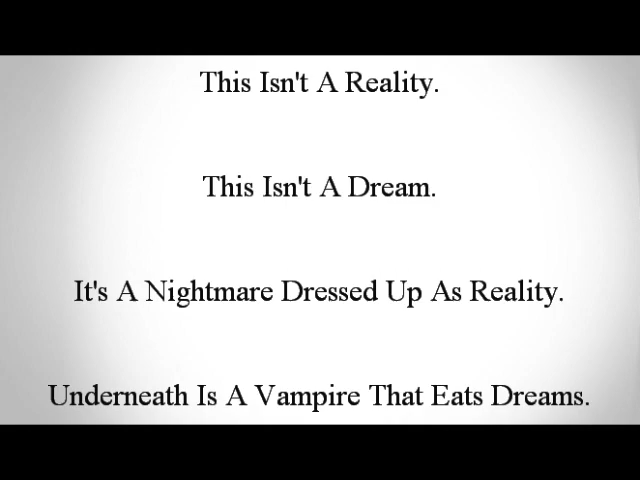 This Isn't A Reality.
This Isn't A Dream.
It's A Nightmare Dressed Up As Reality.
Underneath Is A Vampire That Eats Dreams.